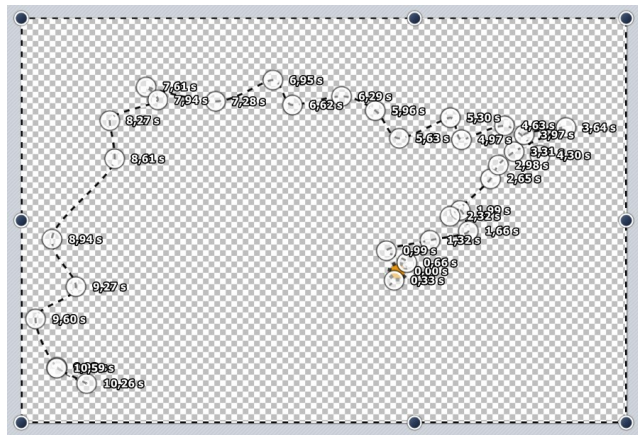 6,95 s
7,61 s
7,94 s
7,28 s
6,62 s
6,29 s
5,96 s
8,27 s
5,30 s
5,63 s
4,97 s
4,63 s
3,97 s
3,64 s
8,61 s
3,31
4,30 s
2,98 s
2,65 s
1,99 s
2,32 s
1,66 s
1,32 s
8,94 s
0,99 s
0,66 s
0,00 s
0,33 s
9,27 s
9,60 s
10,59 s
10,26 s